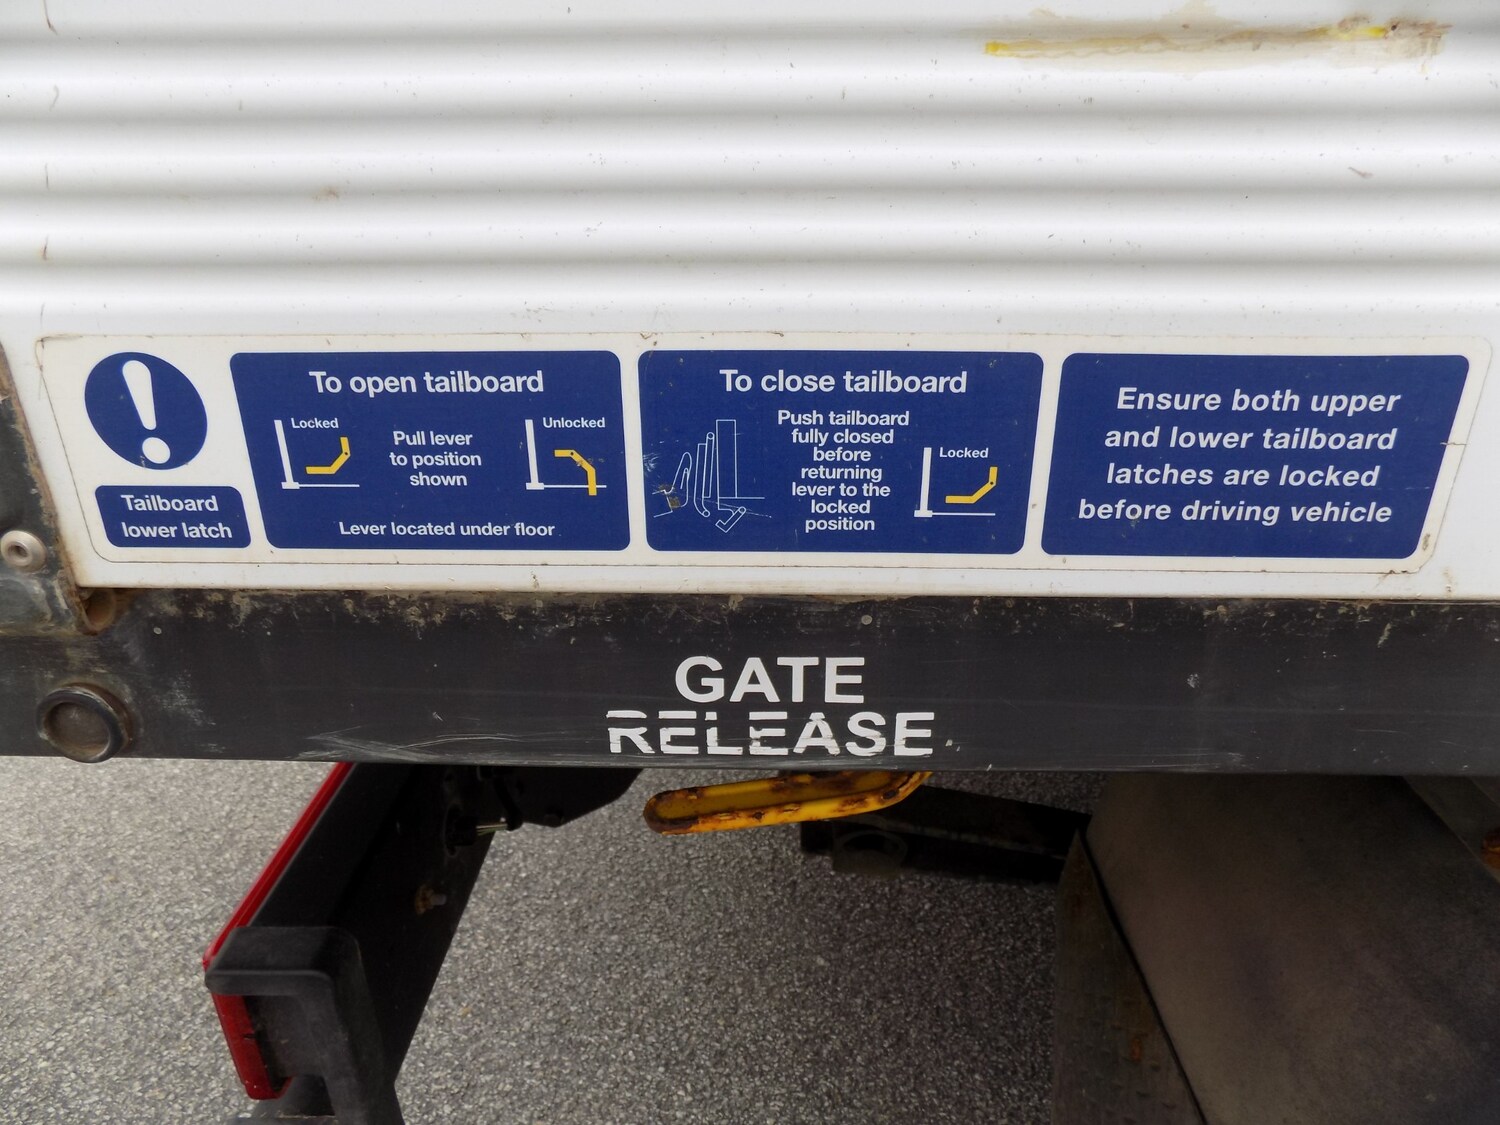 Tailboard
lower latch
To open tailboard
Locked
Pull lever
to position
shown
Unlocked
Lever located under floor
To close tailboard
Push tailboard
fully closed
before
returning
lever to the
locked
position
Locked
Ensure both upper
and lower tailboard
latches are locked
before driving vehicle
GATE
RELEASE